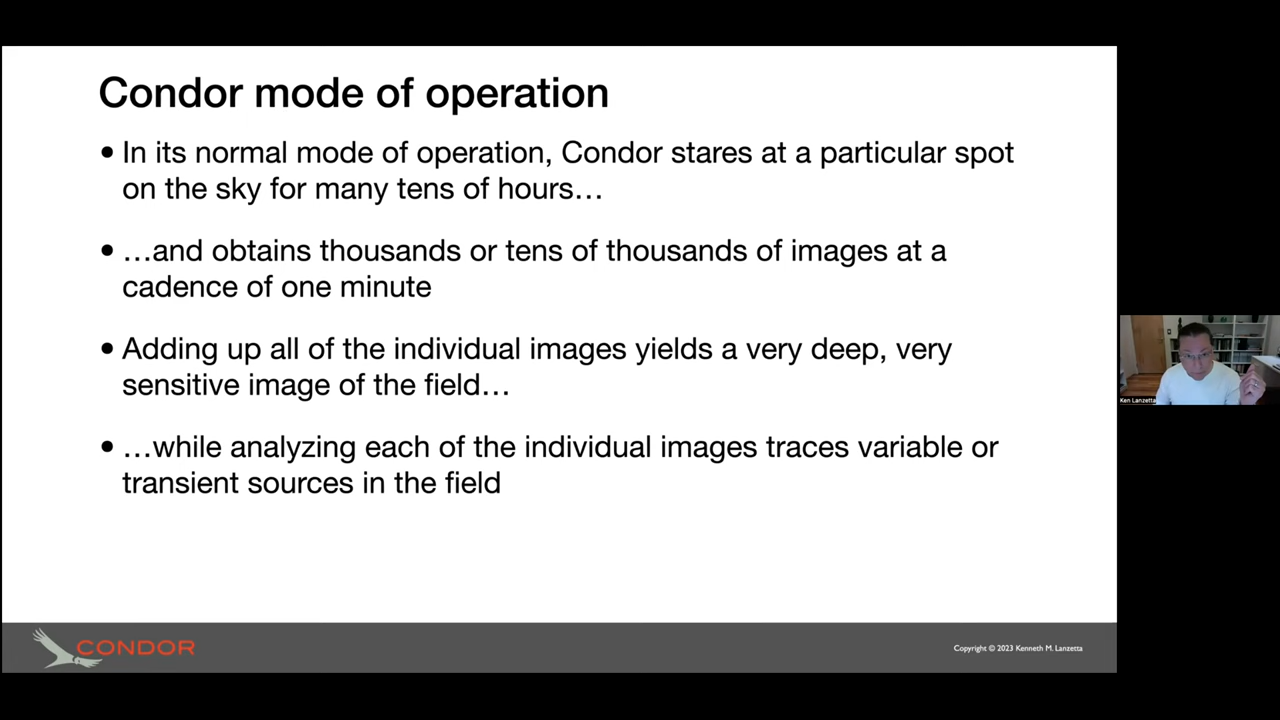 Condor mode of operation
• In its normal mode of operation, Condor stares at a particular spot
on the sky for many tens of hours…
• …and obtains thousands or tens of thousands of images at a
cadence of one minute
• Adding up all of the individual images yields a very deep, very
sensitive image of the field…
• …while analyzing each of the individual images traces variable or
transient sources in the field
Ken Lanzetta
CONDOR
Copyright © 2023 Kenneth M. Lanzetta